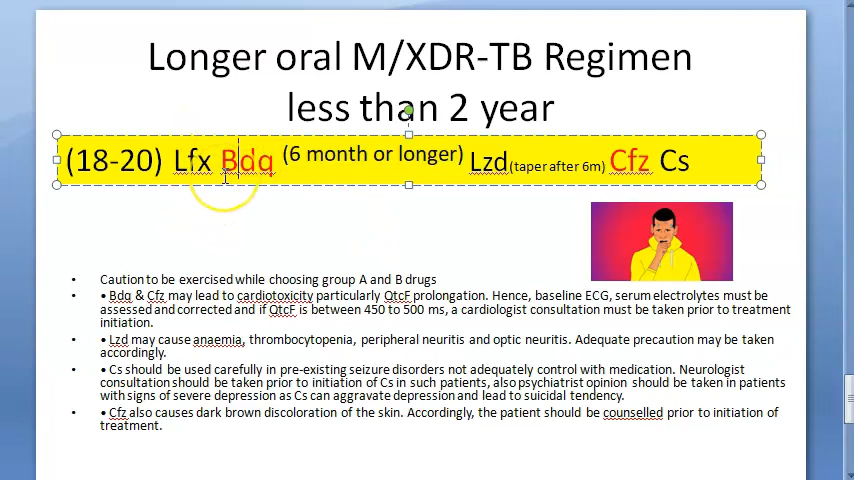 Longer oral M/XDR-TB Regimen
less than 2 year
(18-20) Lfx Bdq (6 month or longer) Lzd(taper after 6m) Cfz Cs
• Caution to be exercised while choosing group A and B drugs
• • Bdq & Cfz may lead to cardiotoxicity particularly QtcF prolongation. Hence, baseline ECG, serum electrolytes must be
assessed and corrected and if QtcF is between 450 to 500 ms, a cardiologist consultation must be taken prior to treatment
initiation.
• • Lzd may cause anaemia, thrombocytopenia, peripheral neuritis and optic neuritis. Adequate precaution may be taken
accordingly.
• • Cs should be used carefully in pre-existing seizure disorders not adequately control with medication. Neurologist
consultation should be taken prior to initiation of Cs in such patients, also psychiatrist opinion should be taken in patients
with signs of severe depression as Cs can aggravate depression and lead to suicidal tendency.
• • Cfz also causes dark brown discoloration of the skin. Accordingly, the patient should be counselled prior to initiation of
treatment.